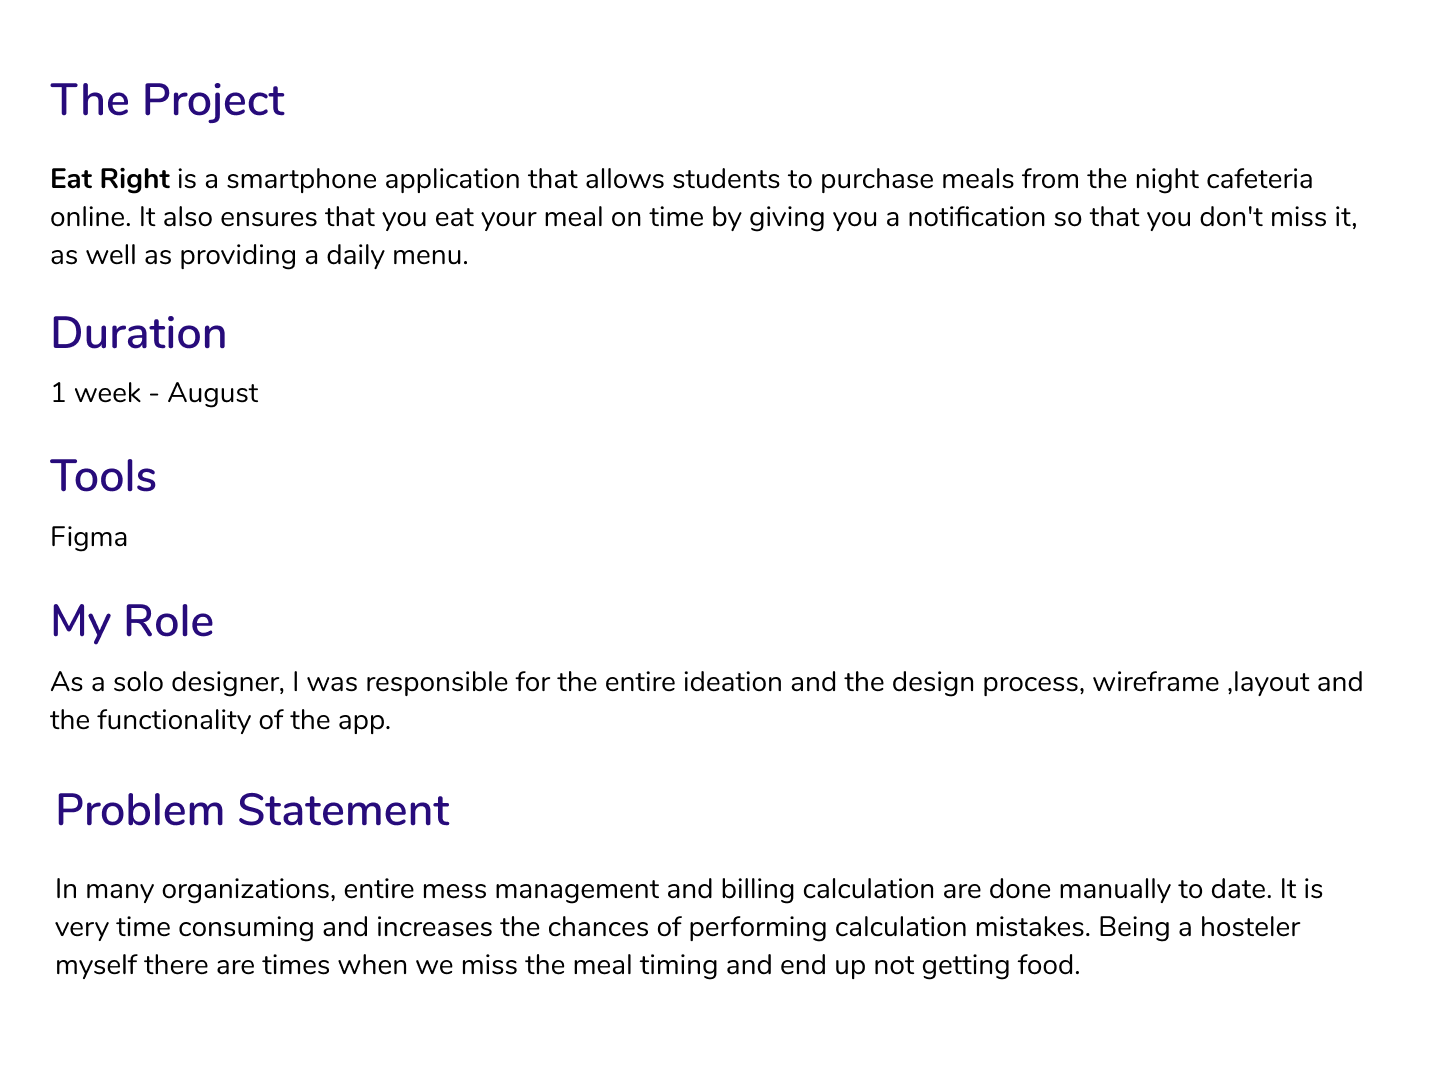 The Project
Eat Right is a smartphone application that allows students to purchase meals from the night cafeteria
online. It also ensures that you eat your meal on time by giving you a notification so that you don't miss it,
as well as providing a daily menu.
Duration
1 week - August
Tools
Figma
My Role
As a solo designer, I was responsible for the entire ideation and the design process, wireframe ,layout and
the functionality of the app.
Problem Statement
In many organizations, entire mess management and billing calculation are done manually to date. It is
very time consuming and increases the chances of performing calculation mistakes. Being a hosteler
myself there are times when we miss the meal timing and end up not getting food.